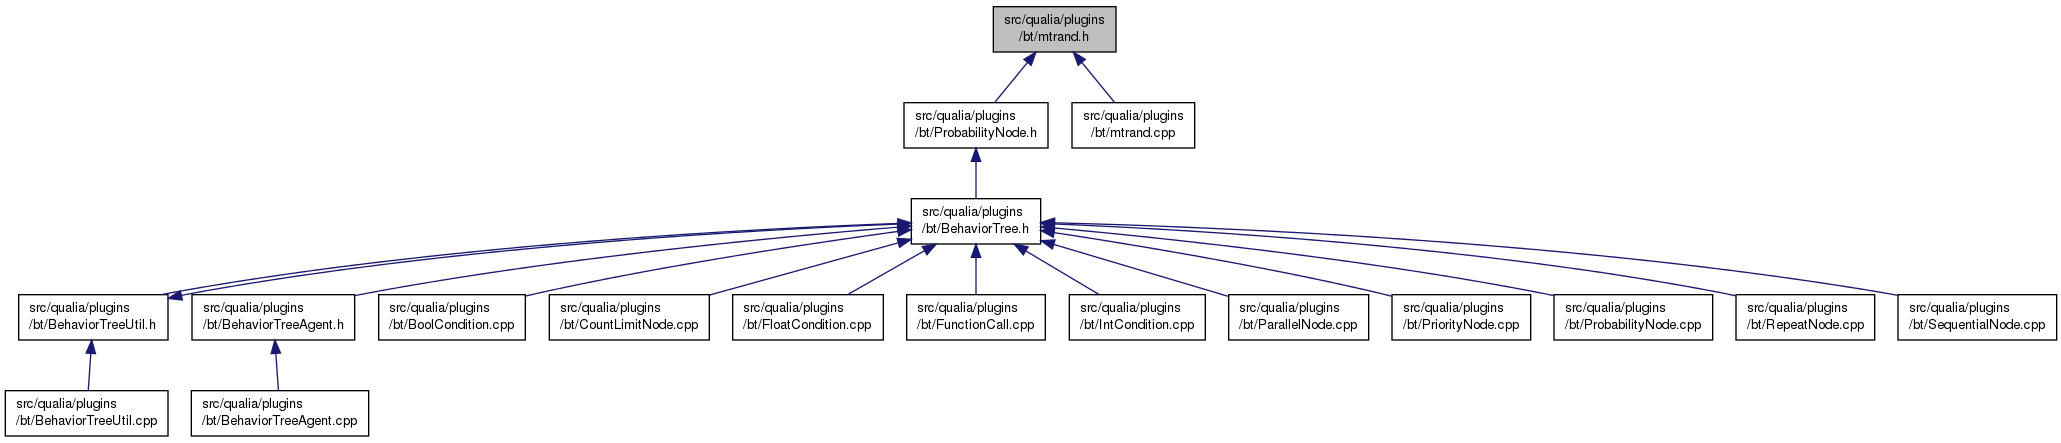 src/qualia/plugins
/bt/mtrand.h
src/qualia/plugins
/bt/ProbabilityNode.h
src/qualia/plugins
/bt/mtrand.cpp
src/qualia/plugins
/bt/BehaviorTree.h
src/qualia/plugins
/bt/BehaviorTreeUtil.h
src/qualia/plugins
/bt/BehaviorTreeAgent.h
src/qualia/plugins
/bt/BoolCondition.cpp
src/qualia/plugins
/bt/CountLimitNode.cpp
src/qualia/plugins
/bt/FloatCondition.cpp
src/qualia/plugins
/bt/FunctionCall.cpp
src/qualia/plugins
/bt/IntCondition.cpp
src/qualia/plugins
/bt/ParallelNode.cpp
src/qualia/plugins
/bt/PriorityNode.cpp
src/qualia/plugins
/bt/ProbabilityNode.cpp
src/qualia/plugins
/bt/RepeatNode.cpp
src/qualia/plugins
/bt/SequentialNode.cpp
src/qualia/plugins
/bt/BehaviorTreeUtil.cpp
src/qualia/plugins
/bt/BehaviorTreeAgent.cpp